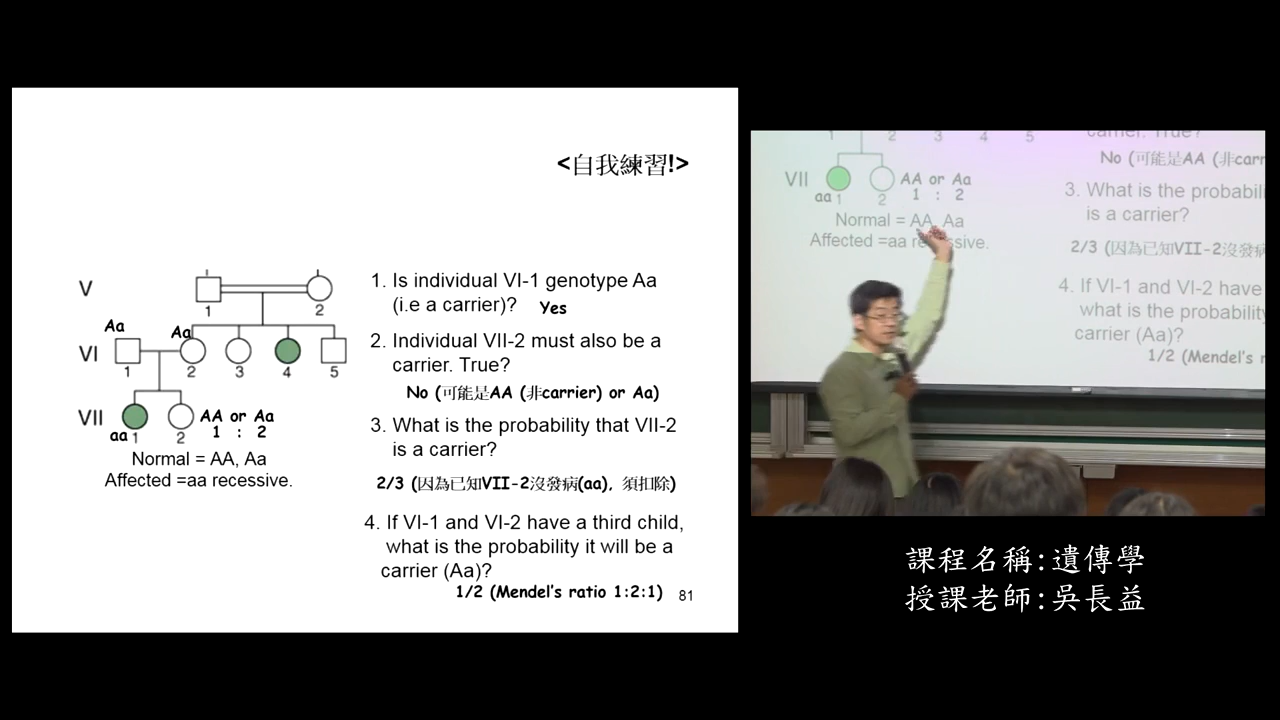 <自我練習!>
V
1
2
Aa
Aa
VI
1
2
3
4
5
VII
aa 1
2
AA or Aa
1 : 2
Normal = AA, Aa
Affected =aa recessive.
1. Is individual VI-1 genotype Aa
(i.e a carrier)? Yes
2. Individual VII-2 must also be a
carrier. True?
No (可能是AA (非carrier) or Aa)
3. What is the probability that VII-2
is a carrier?
2/3 (因為已知VII-2沒發病(aa), 須扣除)
4. If VI-1 and VI-2 have a third child,
what is the probability it will be a
carrier (Aa)?
1/2 (Mendel's ratio 1:2:1)
81
1 2 3 4 5
VII
aa 1
2
AA or Aa
1 : 2
Normal = AA, Aa
Affected =aa
carrier. True?
No (可能是AA (非carr
3. What is the probabili
is a carrier?
2/3 (因為已知VII-2沒發病
4. If VI-1 and VI-2 have
what is the probability
carrier (Aa)?
1/2 (Mendel's r
課程名稱:遺傳學
授課老師:吳長益